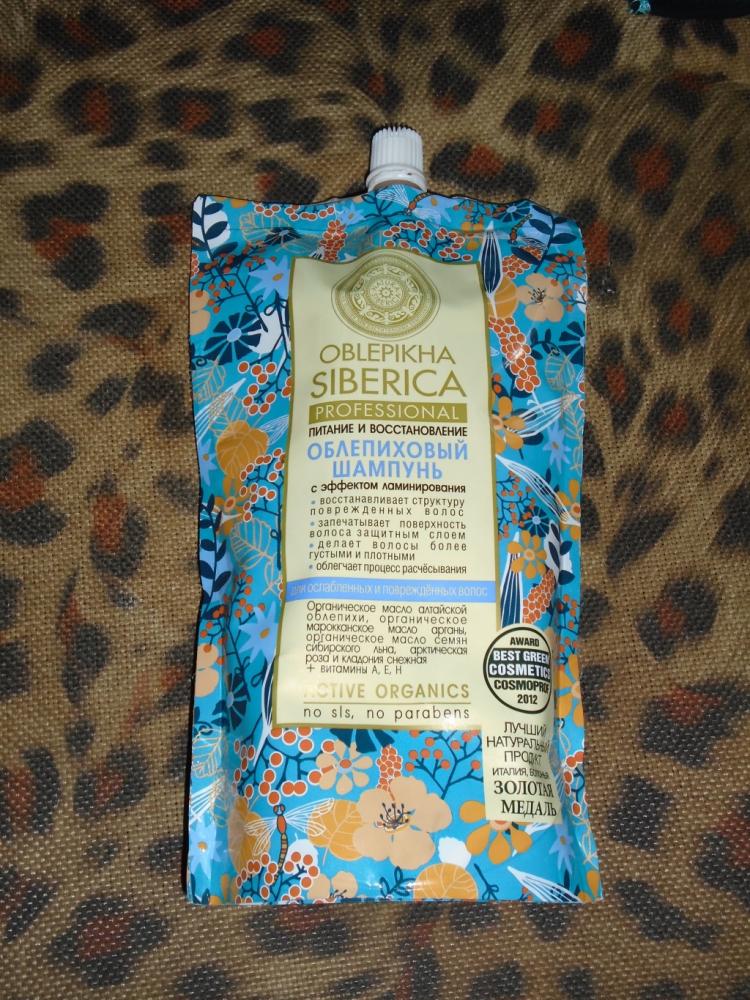 OBLEPIKHA
SIBERICA
PROFESSIONAL
ПИТАНИЕ И ВОССТАНОВЛЕНИЕ
ОБЛЕПИХОВЫЙ
ШАМПУНЬ
с эффектом ламинирования
• восстанавливает структуру
поврежденных волос
• запечатывает поверхность
волоса защитным слоем
• делает волосы более
густыми и плотными
• облегчает процесс расчёсывания
для ослабленных и повреждённых волос
Органическое масло алтайской
облепихи, органическое
марокканское масло арганы,
органическое масло семян
сибирского льна, арктическая
роза и кладония снежная
+ витамины А, Е, Н
ACTIVE ORGANICS
no sls, no parabens
AWARD
BEST GREEN
COSMETICS
COSMOPROF
2012
ЛУЧШИЙ
НАТУРАЛЬНЫЙ
ПРОДУКТ
ИТАЛИЯ,
ЗОЛОТАЯ
МЕДАЛЬ